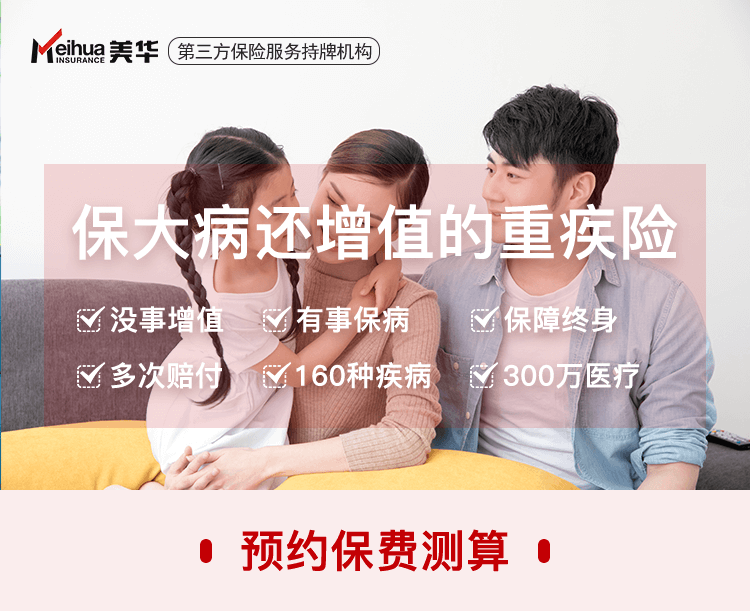 Meihua 美华 第三方保险服务持牌机构
INSURANCE
保大病还增值的重疾险
没事增值 有事保病 保障终身
多次赔付 160种疾病 300万医疗
预约保费测算